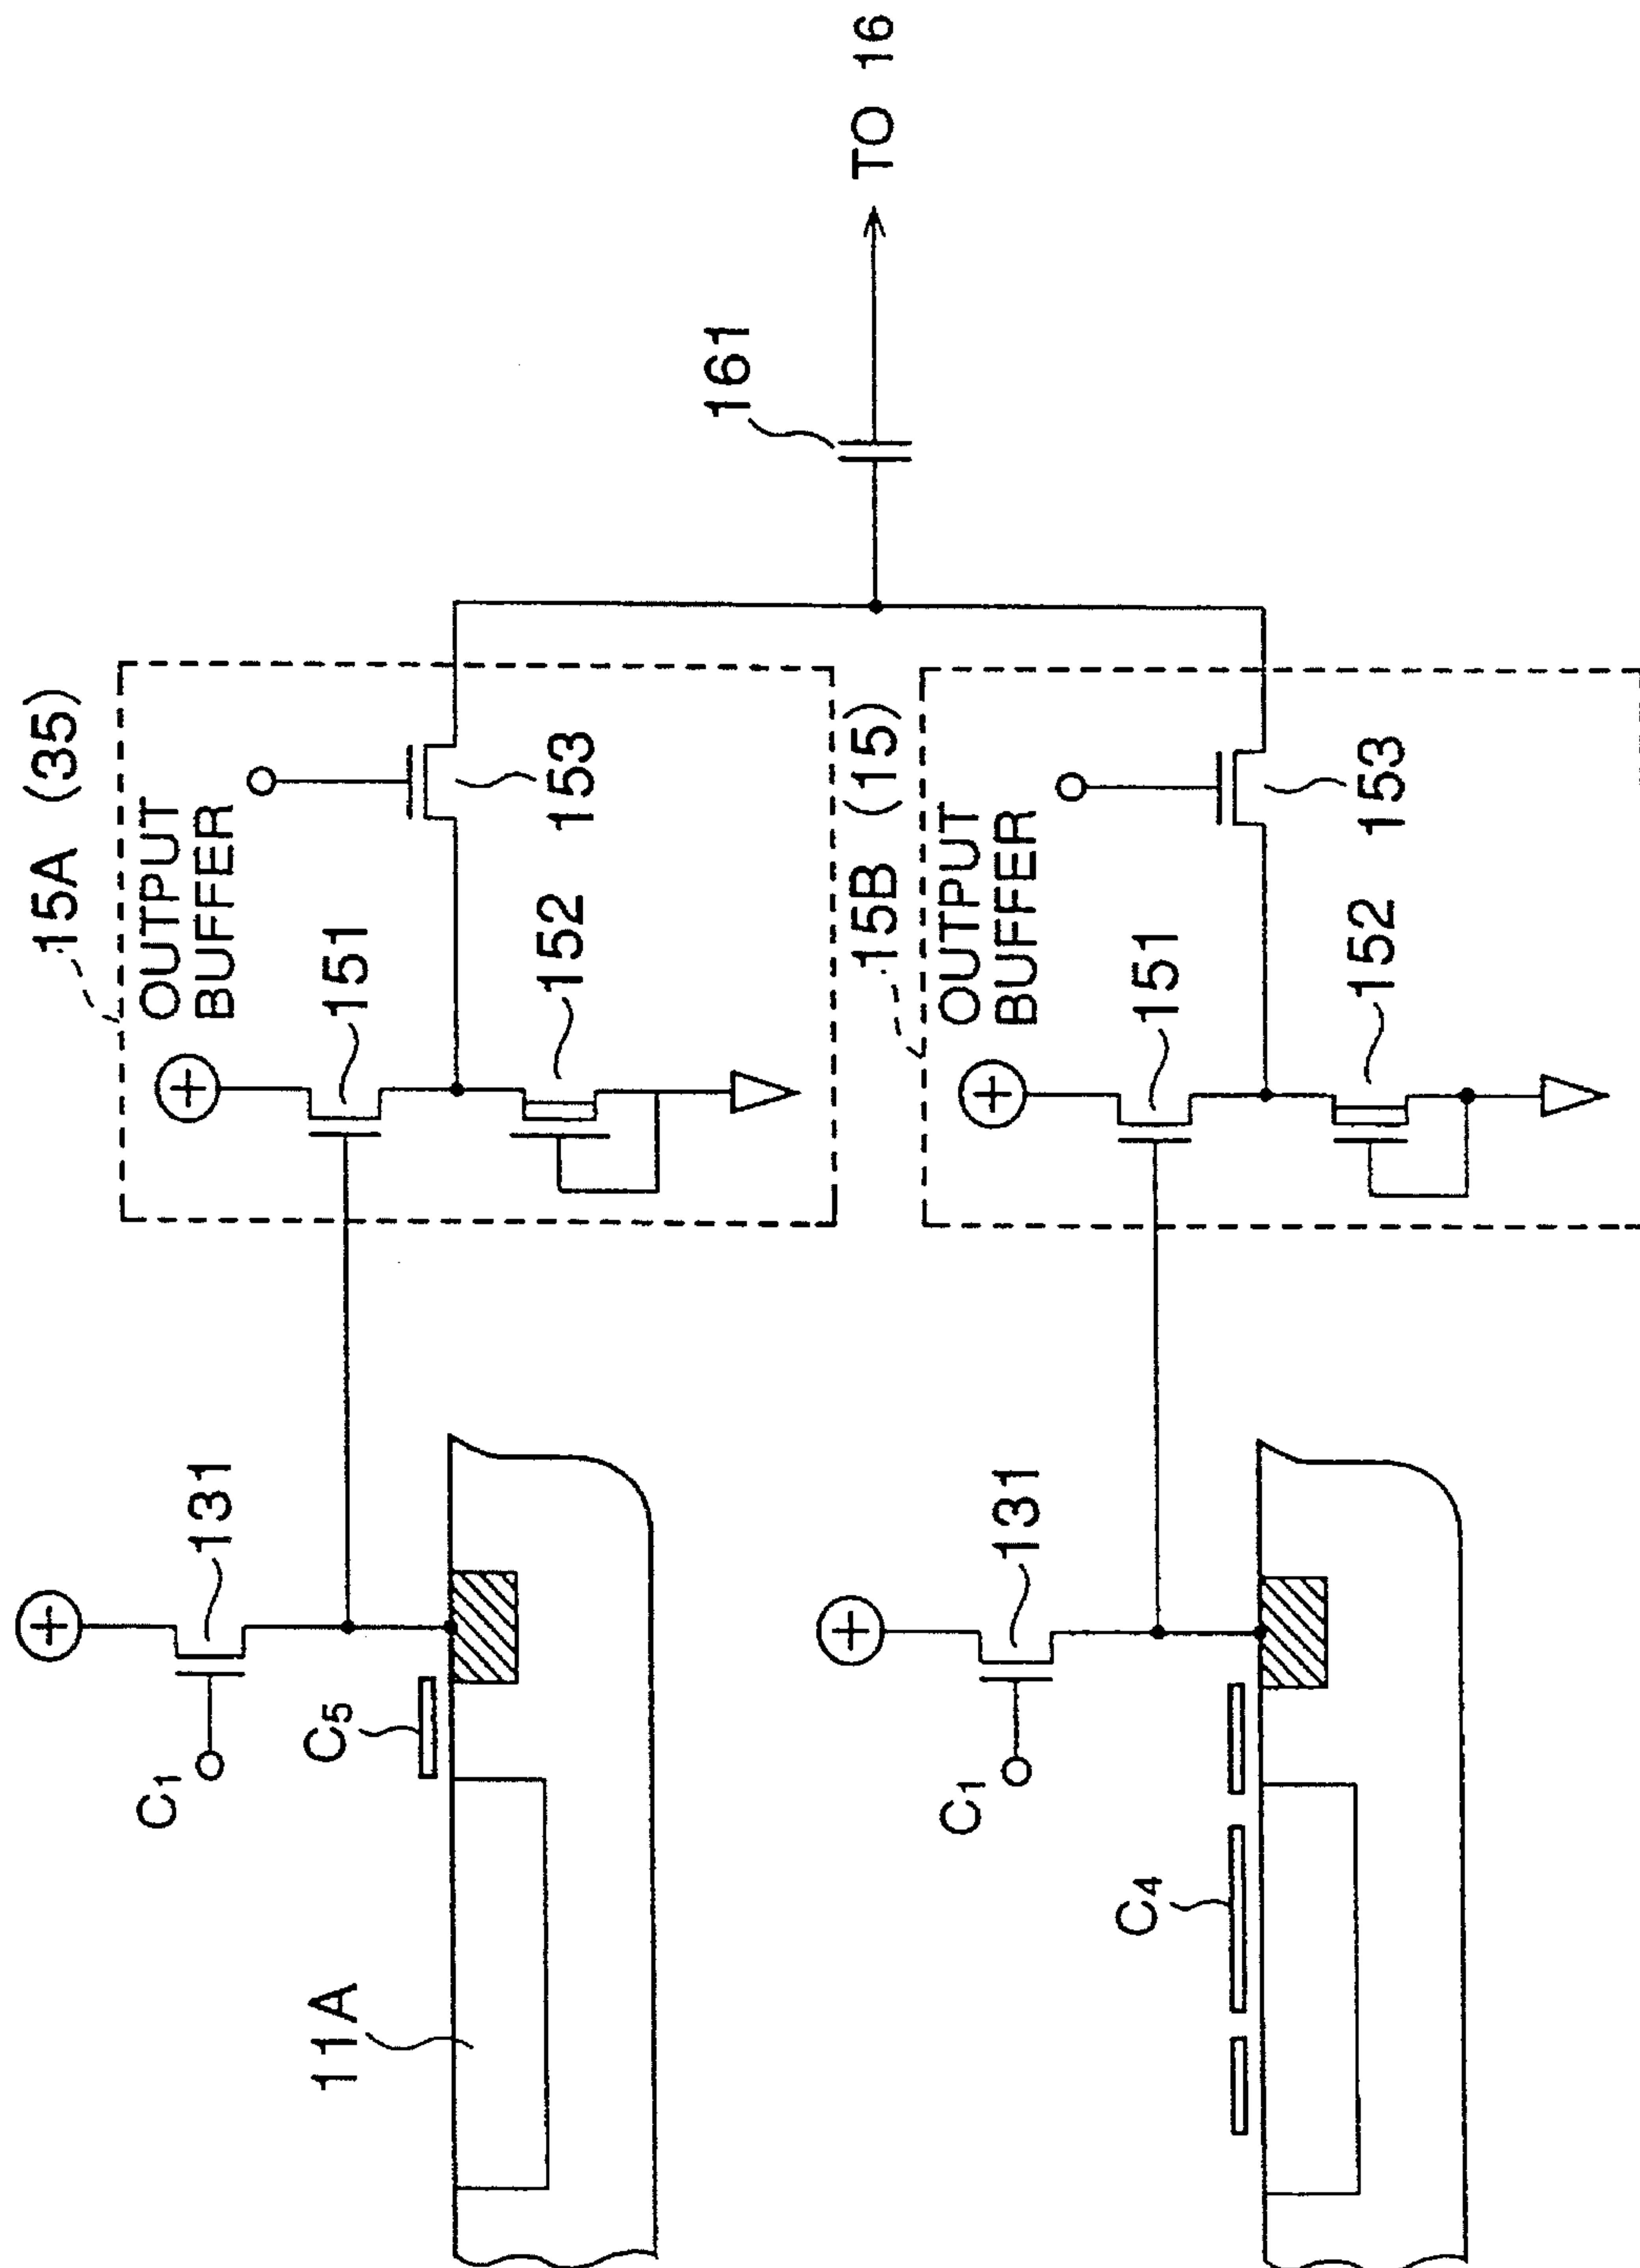 15A (35)
OUTPUT
BUFFER
151
152
153
131
C1
C5
11A
161
TO 16
15B (15)
OUTPUT
BUFFER
151
152
153
131
C1
C4